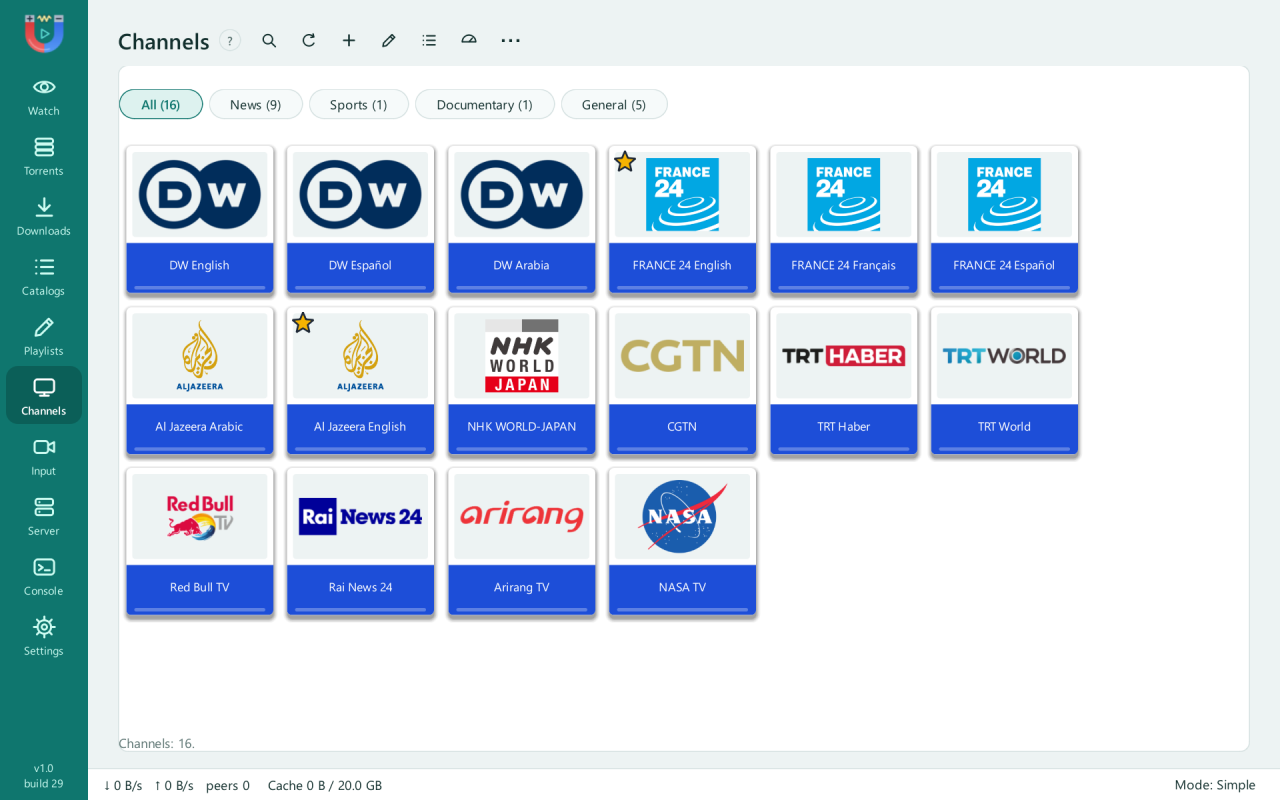 Channels ?
Watch
Torrents
Downloads
Catalogs
Playlists
Channels
Input
Server
Console
Settings
v1.0
build 29
All (16) News (9) Sports (1) Documentary (1) General (5)
DW DW DW FRANCE 24 FRANCE 24 FRANCE 24
DW English DW Español DW Arabia FRANCE 24 English FRANCE 24 Français FRANCE 24 Español
ALJAZEERA ALJAZEERA NHK WORLD JAPAN CGTN TRT HABER TRT WORLD
Al Jazeera Arabic Al Jazeera English NHK WORLD-JAPAN CGTN TRT Haber TRT World
Red Bull TV Rai News 24 arirang NASA
Red Bull TV Rai News 24 Arirang TV NASA TV
Channels: 16.
↓ 0 B/s ↑ 0 B/s peers 0 Cache 0 B / 20.0 GB Mode: Simple